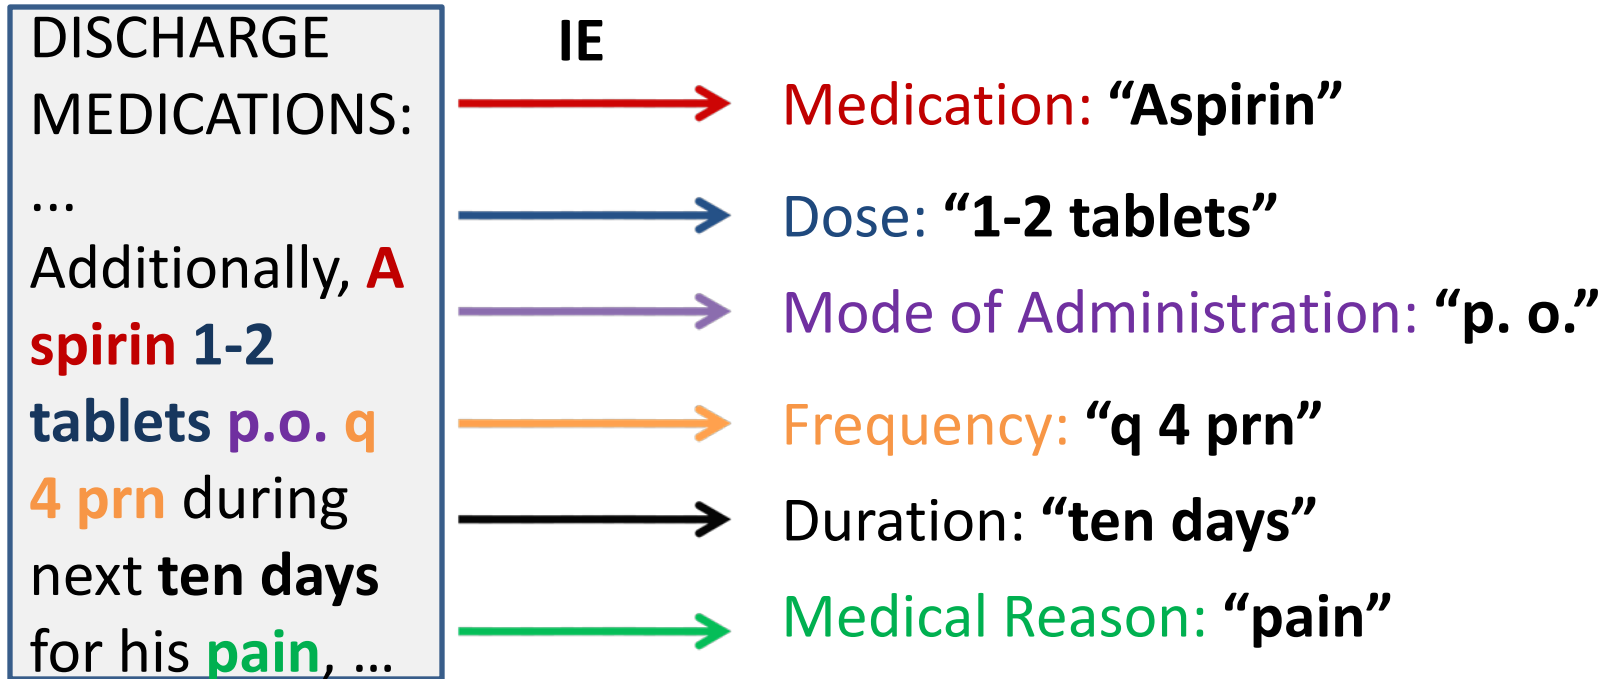 DISCHARGE
MEDICATIONS:
...
Additionally, A
spirin 1-2
tablets p.o. q
4 prn during
next ten days
for his pain, ...
IE
Medication: “Aspirin”
Dose: “1-2 tablets”
Mode of Administration: “p. o.”
Frequency: “q 4 prn”
Duration: “ten days”
Medical Reason: “pain”